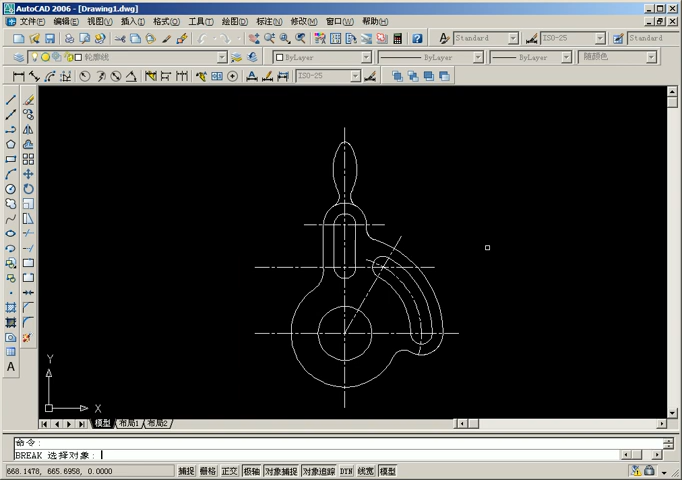 AutoCAD 2006 - [Drawing1.dwg]
文件(F) 编辑(E) 视图(V) 插入(I) 格式(O) 工具(T) 绘图(D) 标注(N) 修改(M) 窗口(W) 帮助(H)
Standard ISO-25 Standard
轮廓线 ByLayer ByLayer ByLayer 随颜色
ISO-25
Y
X
模型 布局1 布局2
命令:
BREAK 选择对象:
668.1478, 665.6958, 0.0000 捕捉 栅格 正交 极轴 对象捕捉 对象追踪 DYN 线宽 模型